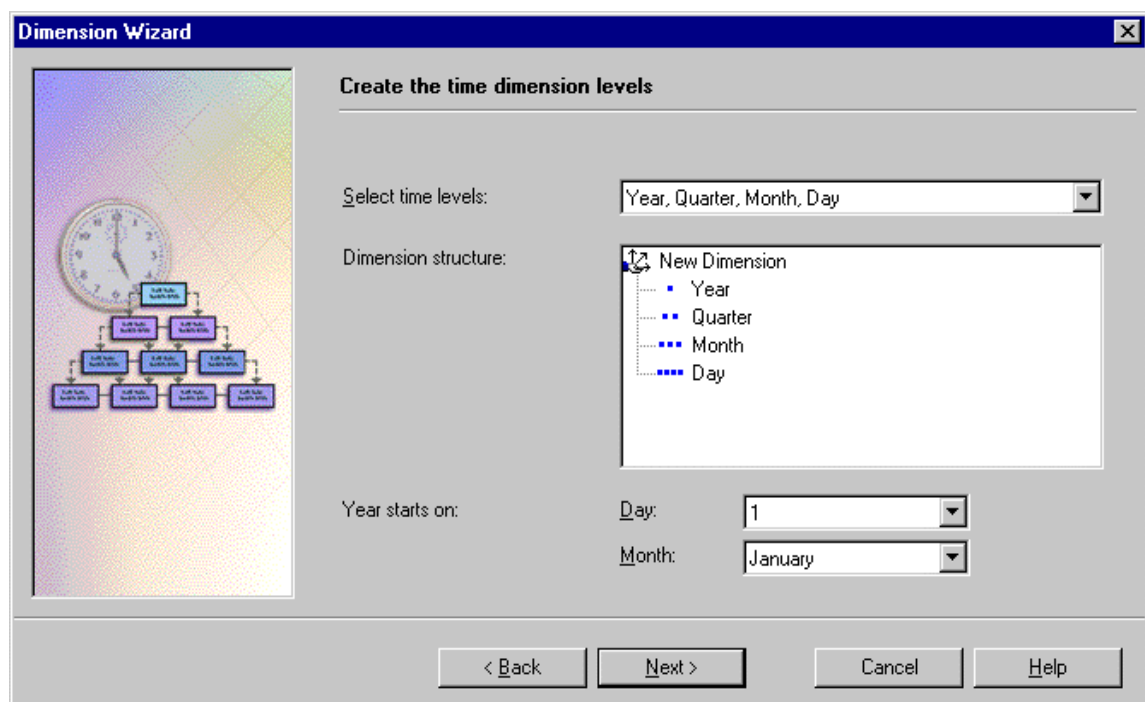 Dimension Wizard
Create the time dimension levels
Select time levels: Year, Quarter, Month, Day
Dimension structure: New Dimension
Year
Quarter
Month
Day
Year starts on: Day: 1
Month: January
< Back Next > Cancel Help